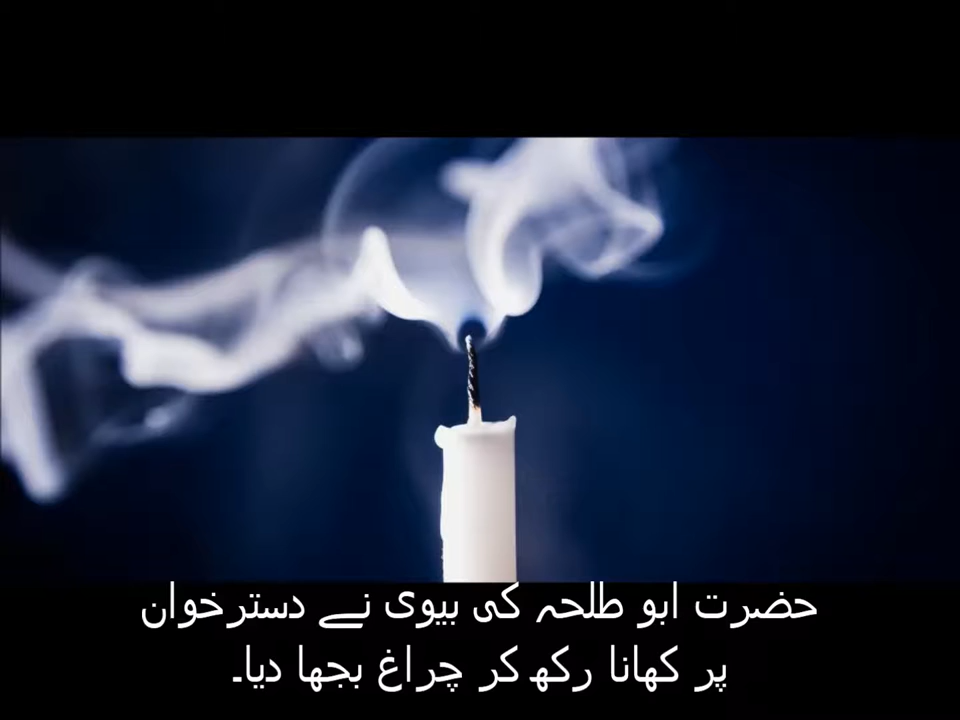 حضرت ابو طلحہ کی بیوی نے دسترخوان
پر کھانا رکھ کر چراغ بجھا دیا۔